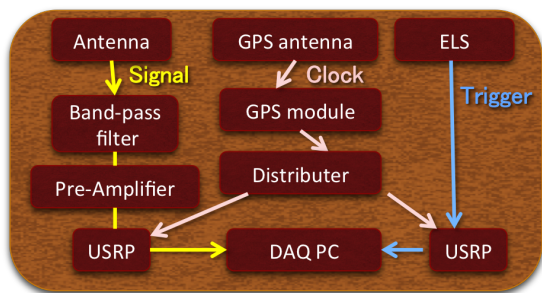 Antenna
GPS antenna
ELS
Signal
Clock
Trigger
Band-pass
filter
GPS module
Pre-Amplifier
Distributer
USRP
DAQ PC
USRP